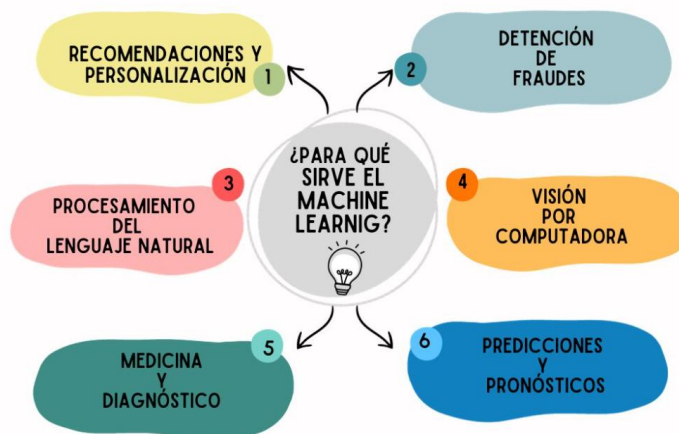 RECOMENDACIONES Y
PERSONALIZACIÓN
1
2
DETENCIÓN
DE
FRAUDES
¿PARA QUÉ
SIRVE EL
MACHINE
LEARNIG?
3
PROCESAMIENTO
DEL
LENGUAJE NATURAL
4
VISIÓN
POR
COMPUTADORA
5
MEDICINA
Y
DIAGNÓSTICO
6
PREDICCIONES
Y
PRONÓSTICOS